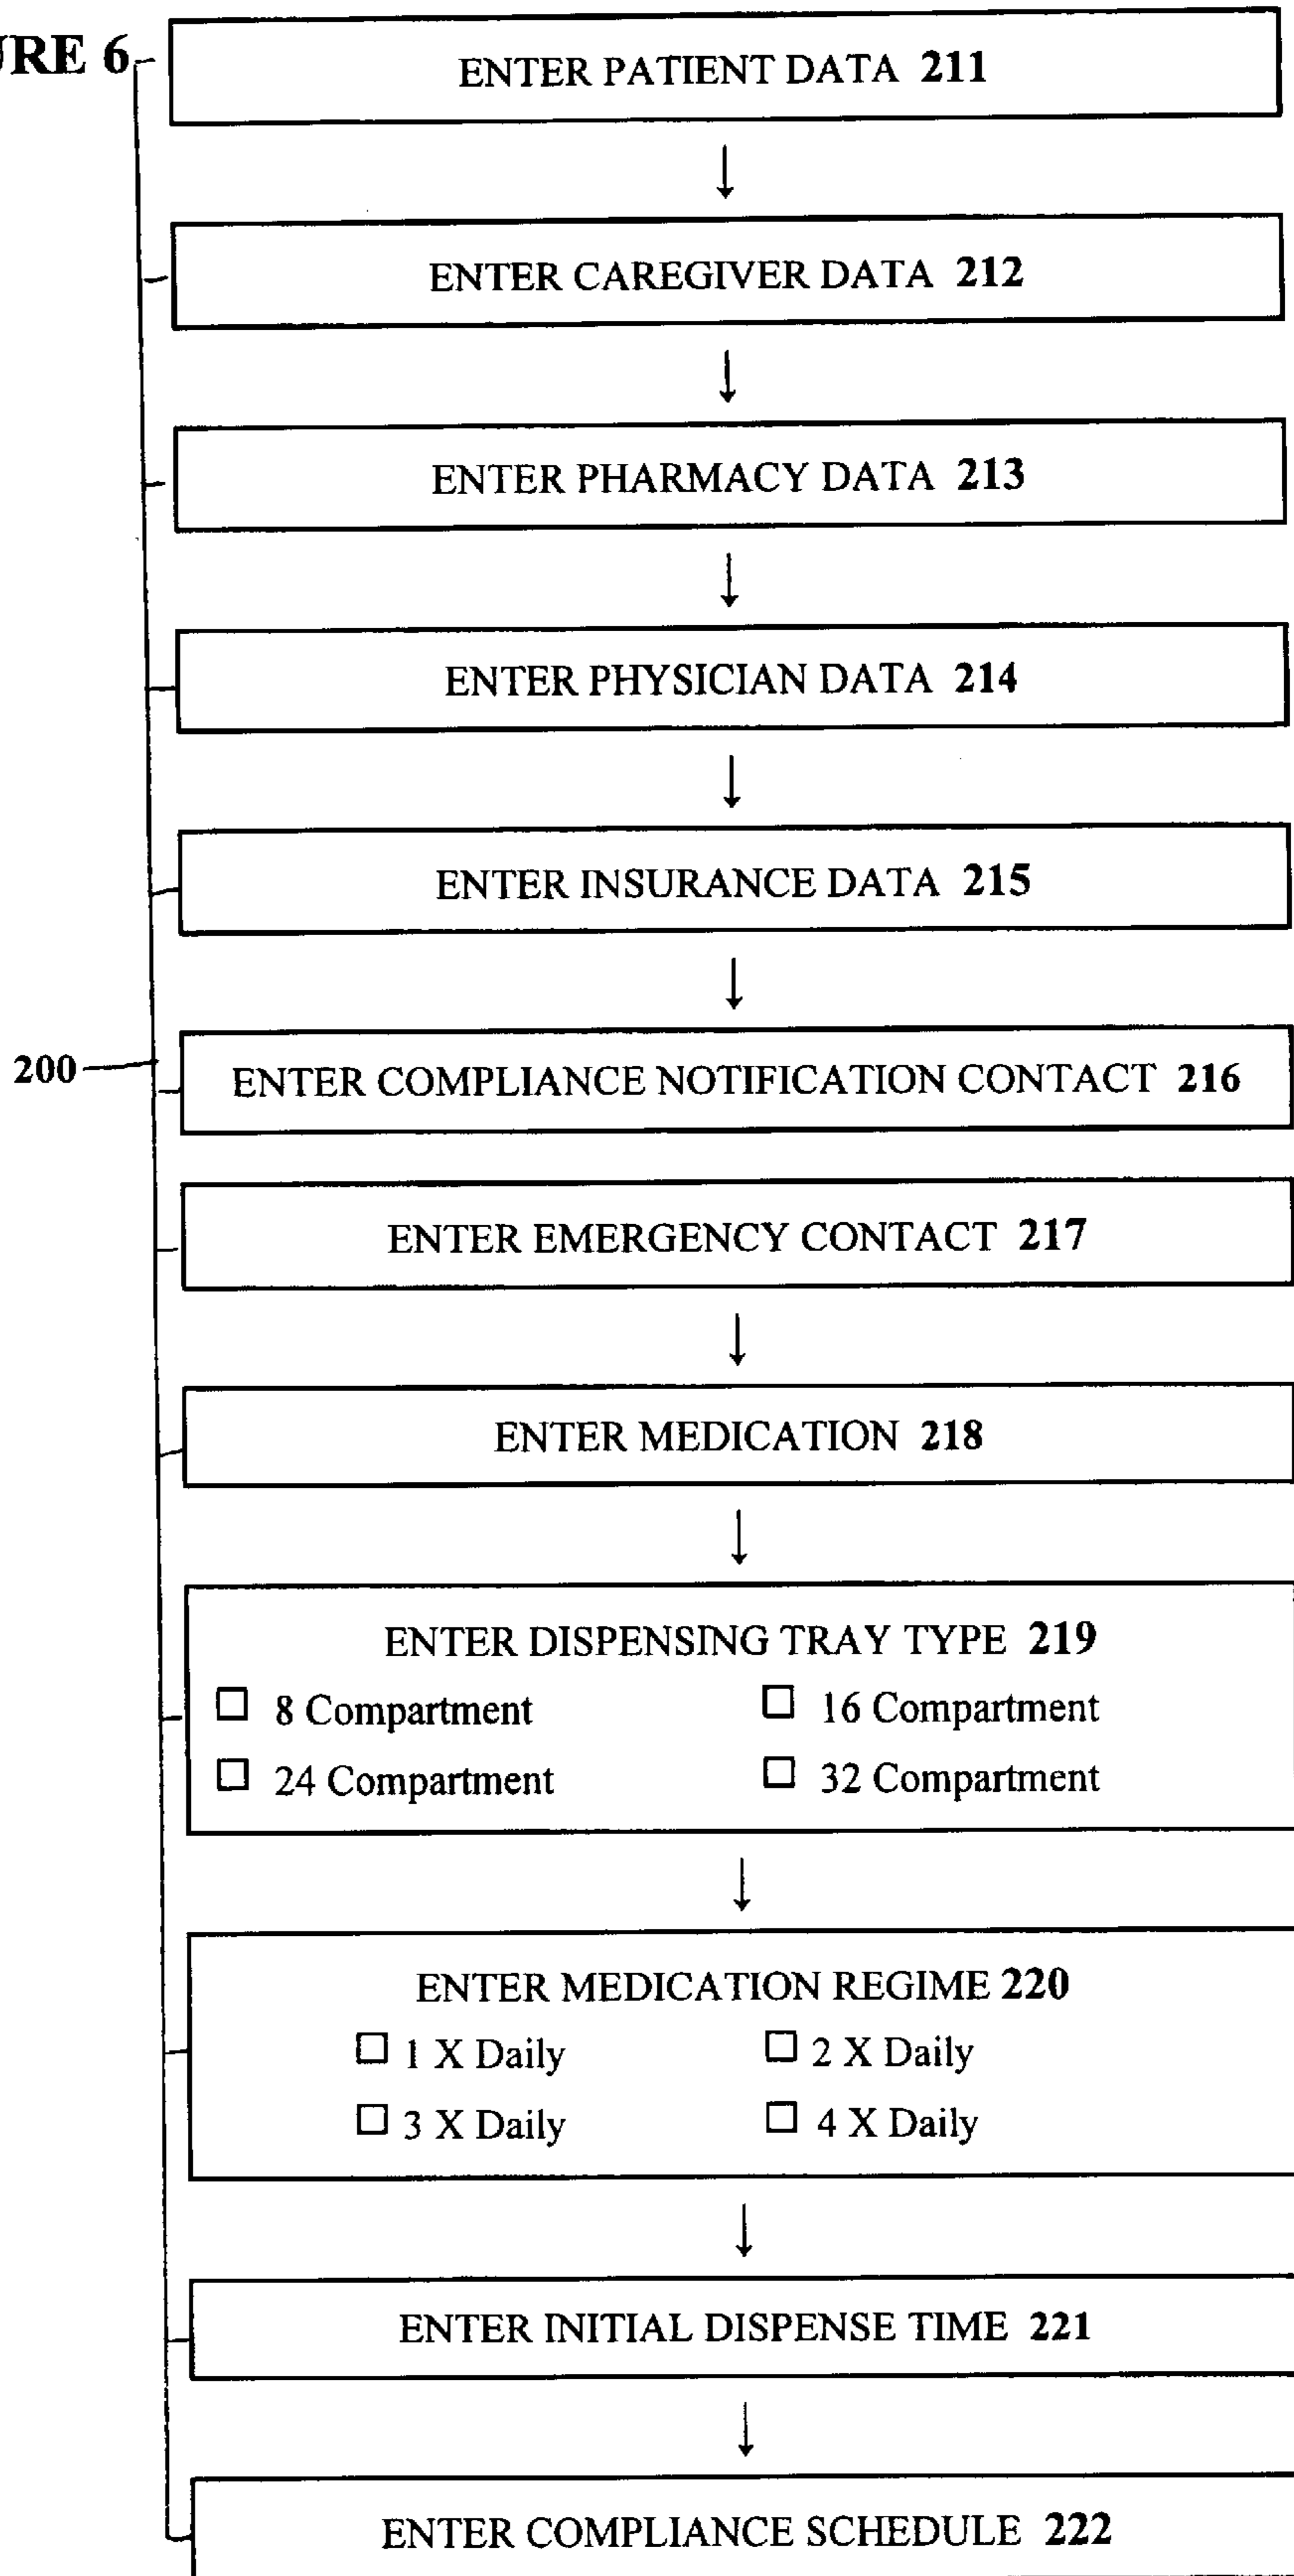 URE 6
ENTER PATIENT DATA 211
ENTER CAREGIVER DATA 212
ENTER PHARMACY DATA 213
ENTER PHYSICIAN DATA 214
ENTER INSURANCE DATA 215
200
ENTER COMPLIANCE NOTIFICATION CONTACT 216
ENTER EMERGENCY CONTACT 217
ENTER MEDICATION 218
ENTER DISPENSING TRAY TYPE 219
☐ 8 Compartment ☐ 16 Compartment
☐ 24 Compartment ☐ 32 Compartment
ENTER MEDICATION REGIME 220
☐ 1 X Daily ☐ 2 X Daily
☐ 3 X Daily ☐ 4 X Daily
ENTER INITIAL DISPENSE TIME 221
ENTER COMPLIANCE SCHEDULE 222